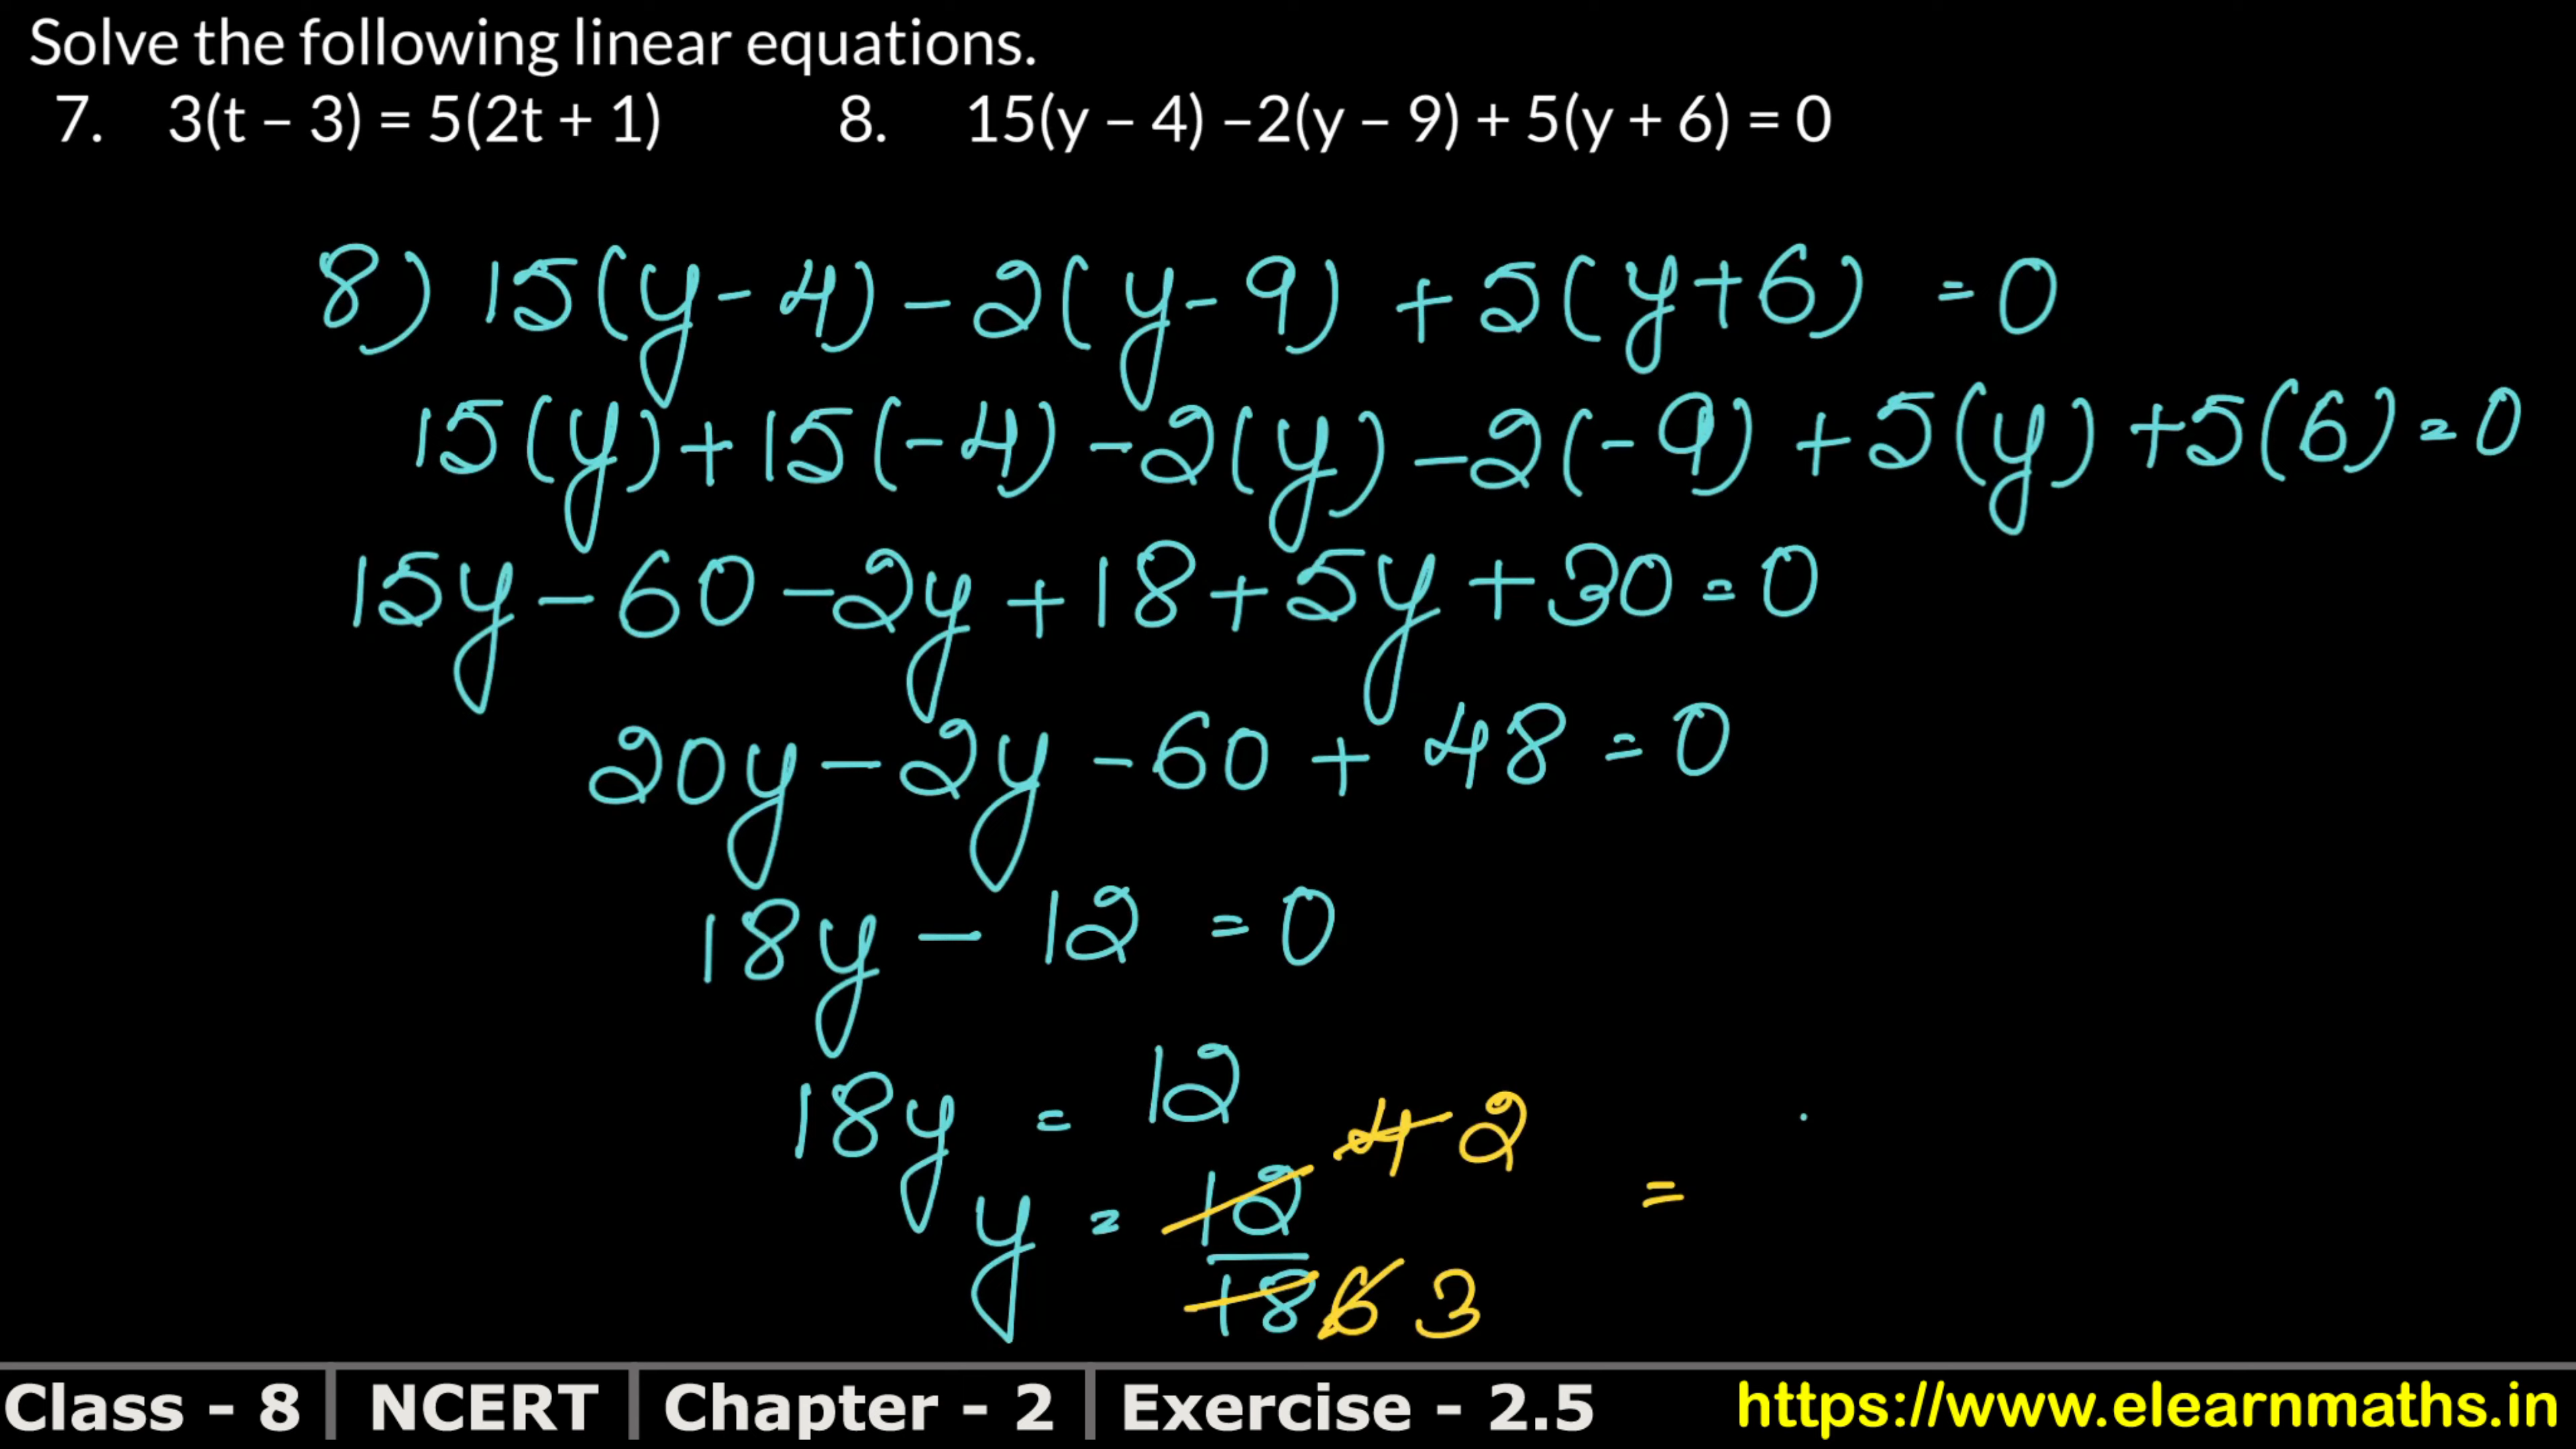 Solve the following linear equations.
7. 3(t – 3) = 5(2t + 1) 8. 15(y – 4) –2(y – 9) + 5(y + 6) = 0
8) 15(y - 4) - 2(y - 9) + 5(y + 6) = 0
15(y) + 15(-4) - 2(y) - 2(-9) + 5(y) + 5(6) = 0
15y - 60 - 2y + 18 + 5y + 30 = 0
20y - 2y - 60 + 48 = 0
18y - 12 = 0
18y = 12
4 2
y = 12/18 =
6 3
Class - 8 | NCERT | Chapter - 2 | Exercise - 2.5 https://www.elearnmaths.in